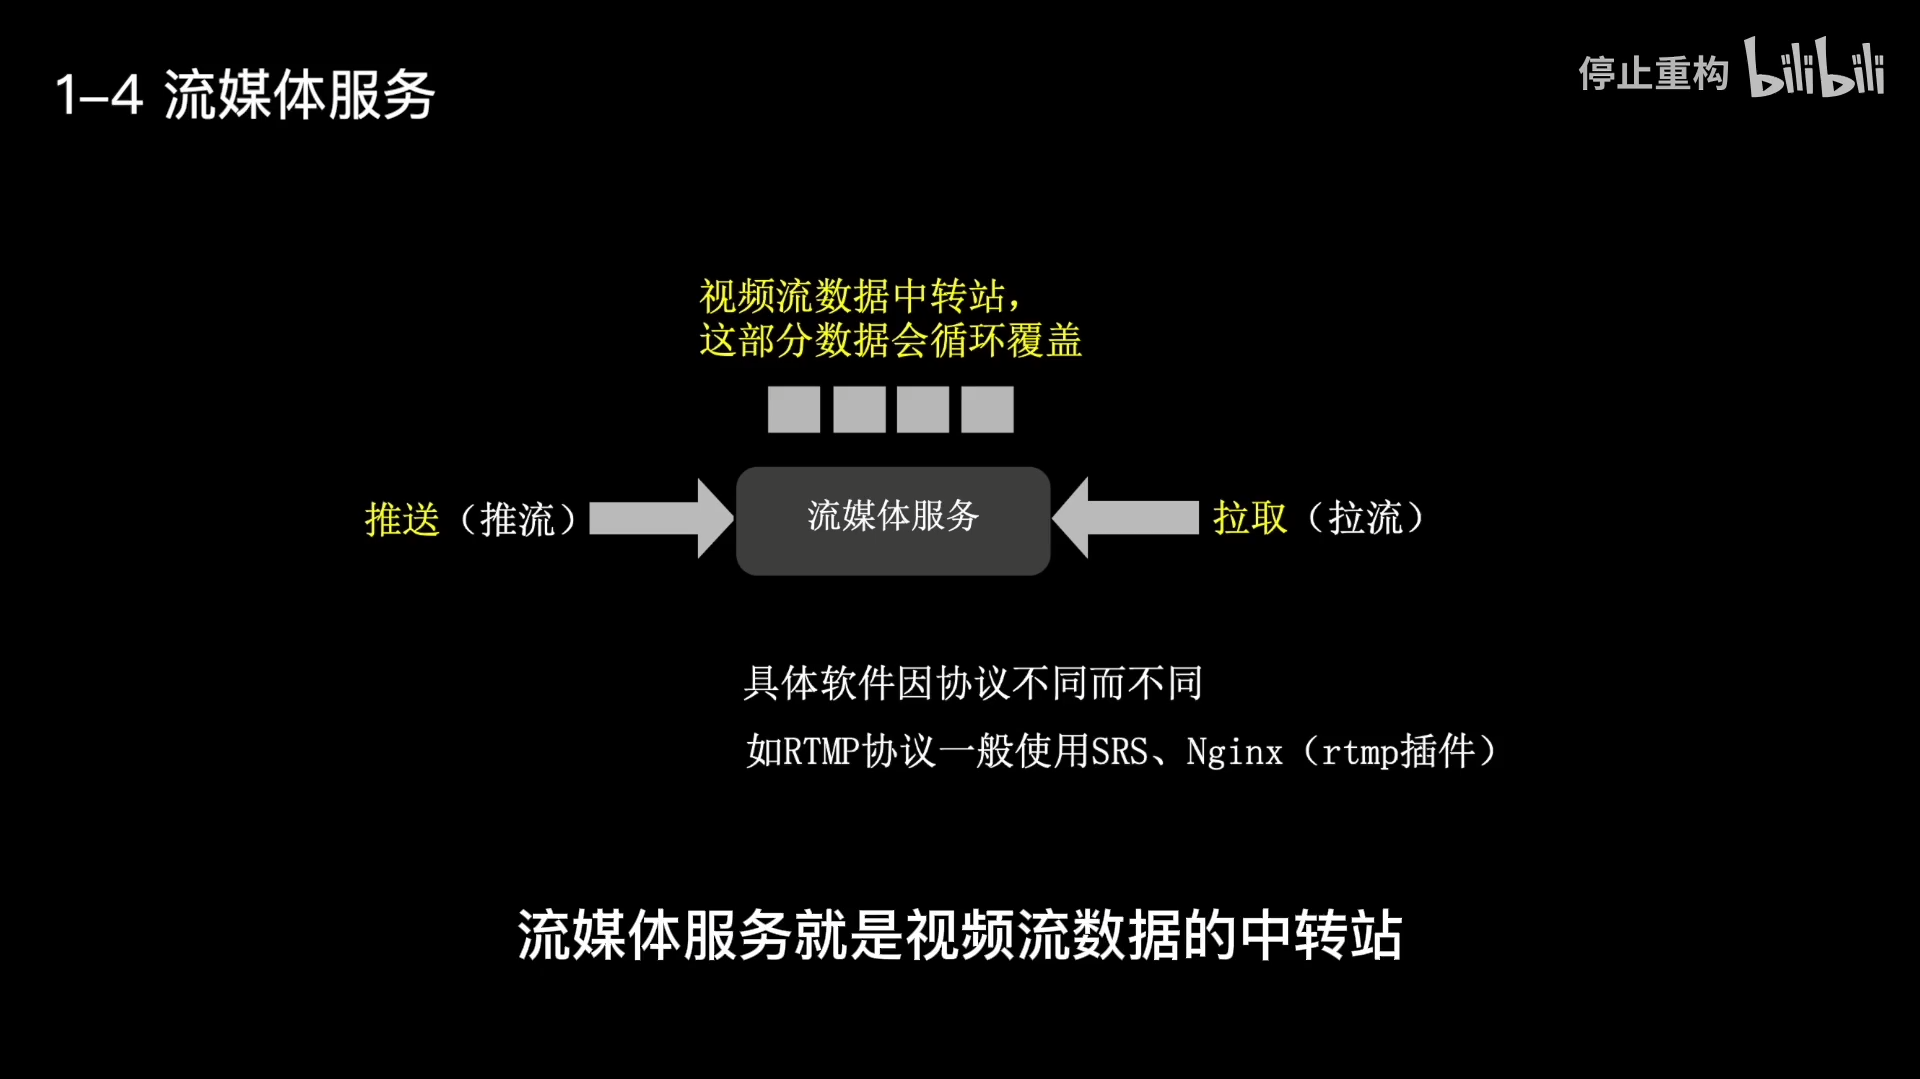 1–4 流媒体服务
停止重构 bilibili
视频流数据中转站，
这部分数据会循环覆盖
推送（推流）
流媒体服务
拉取（拉流）
具体软件因协议不同而不同
如RTMP协议一般使用SRS、Nginx（rtmp插件）
流媒体服务就是视频流数据的中转站